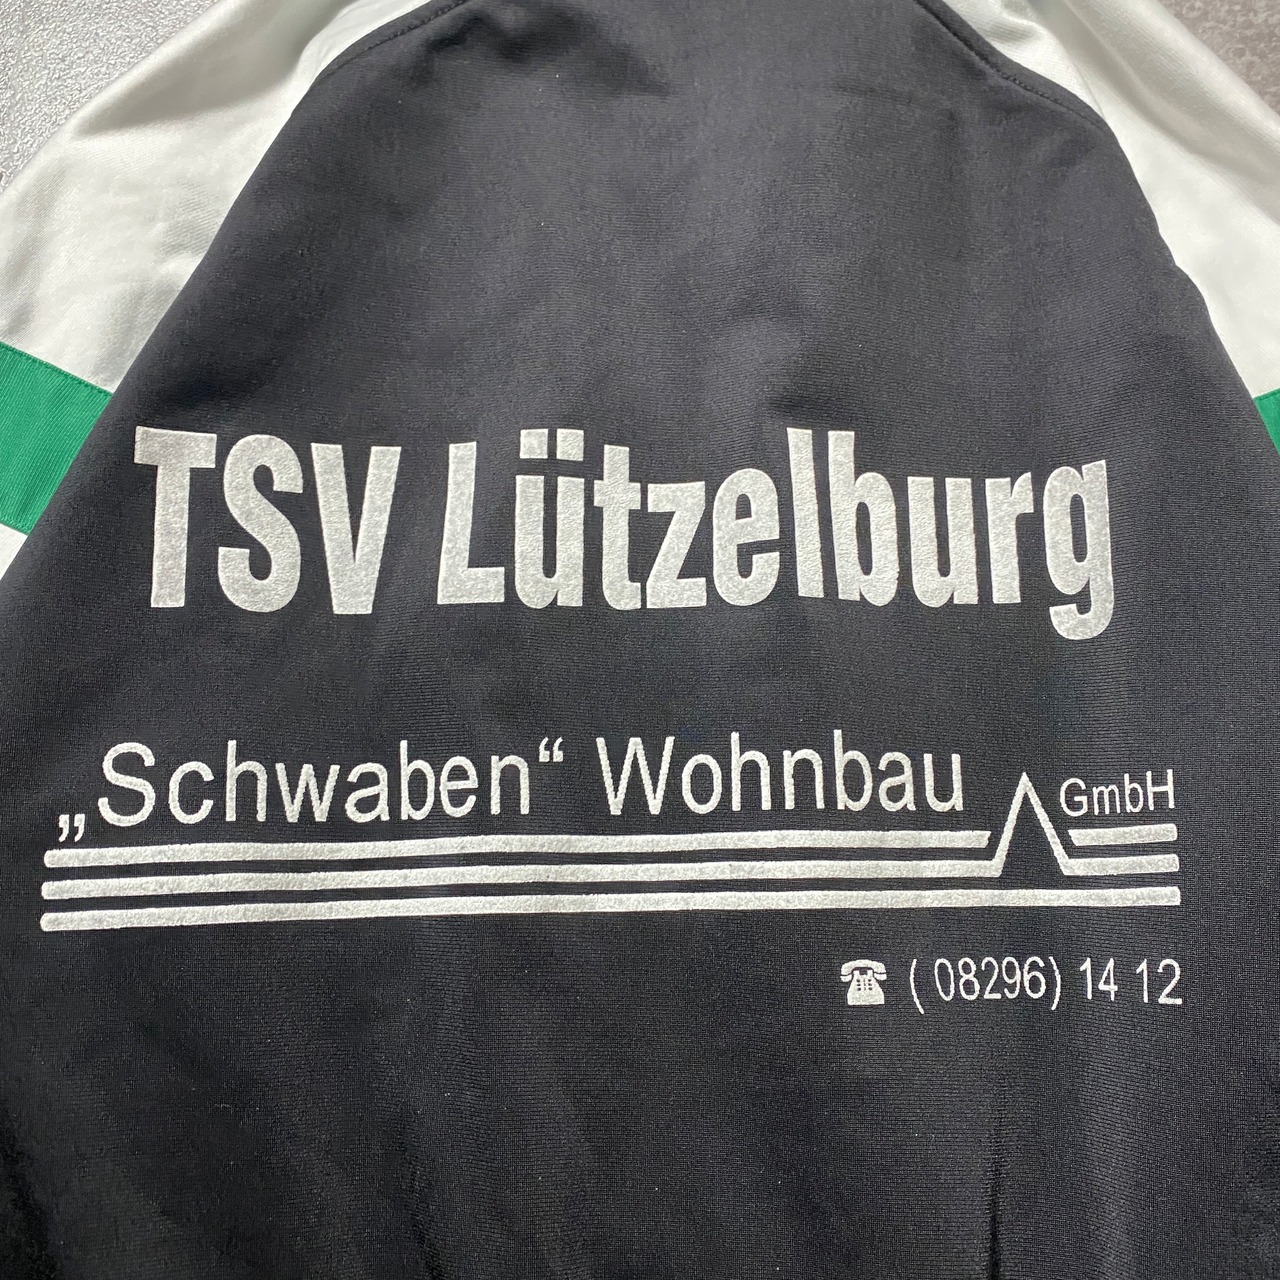 TSV Lützelburg
„Schwaben“ Wohnbau GmbH
☎ ( 08296) 14 12